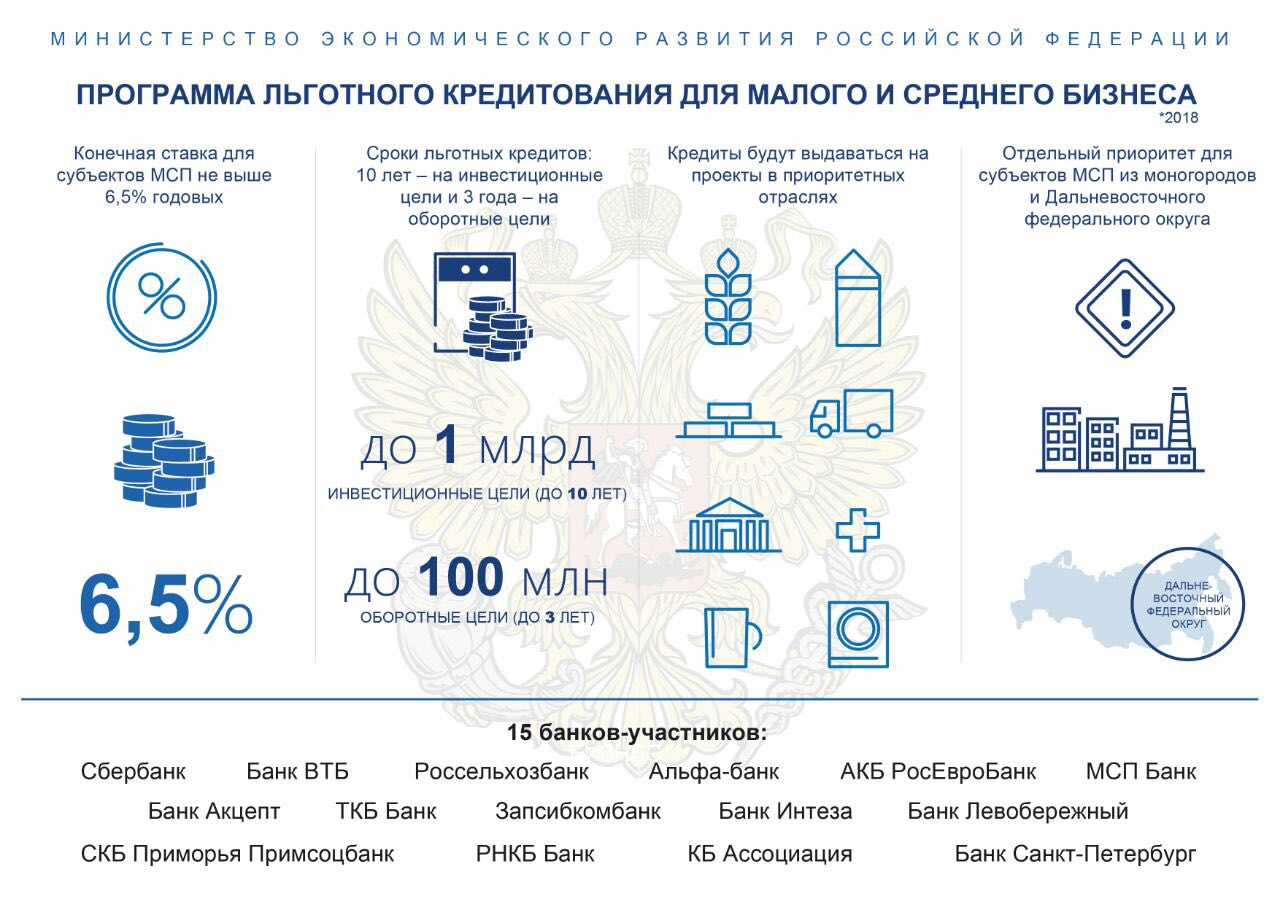 МИНИСТЕРСТВО ЭКОНОМИЧЕСКОГО РАЗВИТИЯ РОССИЙСКОЙ ФЕДЕРАЦИИ
ПРОГРАММА ЛЬГОТНОГО КРЕДИТОВАНИЯ ДЛЯ МАЛОГО И СРЕДНЕГО БИЗНЕСА
*2018
Конечная ставка для
субъектов МСП не выше
6,5% годовых
%
6,5%
Сроки льготных кредитов:
10 лет – на инвестиционные
цели и 3 года – на
оборотные цели
до 1 млрд
ИНВЕСТИЦИОННЫЕ ЦЕЛИ (ДО 10 ЛЕТ)
ДО 100 МЛН
ОБОРОТНЫЕ ЦЕЛИ (ДО 3 ЛЕТ)
Кредиты будут выдаваться на
проекты в приоритетных
отраслях
Отдельный приоритет для
субъектов МСП из моногородов
и Дальневосточного
федерального округа
!
ДАЛЬНЕ-
ВОСТОЧНЫЙ
ФЕДЕРАЛЬНЫЙ
ОКРУГ
15 банков-участников:
Сбербанк Банк ВТБ Россельхозбанк Альфа-банк АКБ РосЕвроБанк МСП Банк
Банк Акцепт ТКБ Банк Запсибкомбанк Банк Интеза Банк Левобережный
СКБ Приморья Примсоцбанк РНКБ Банк КБ Ассоциация Банк Санкт-Петербург